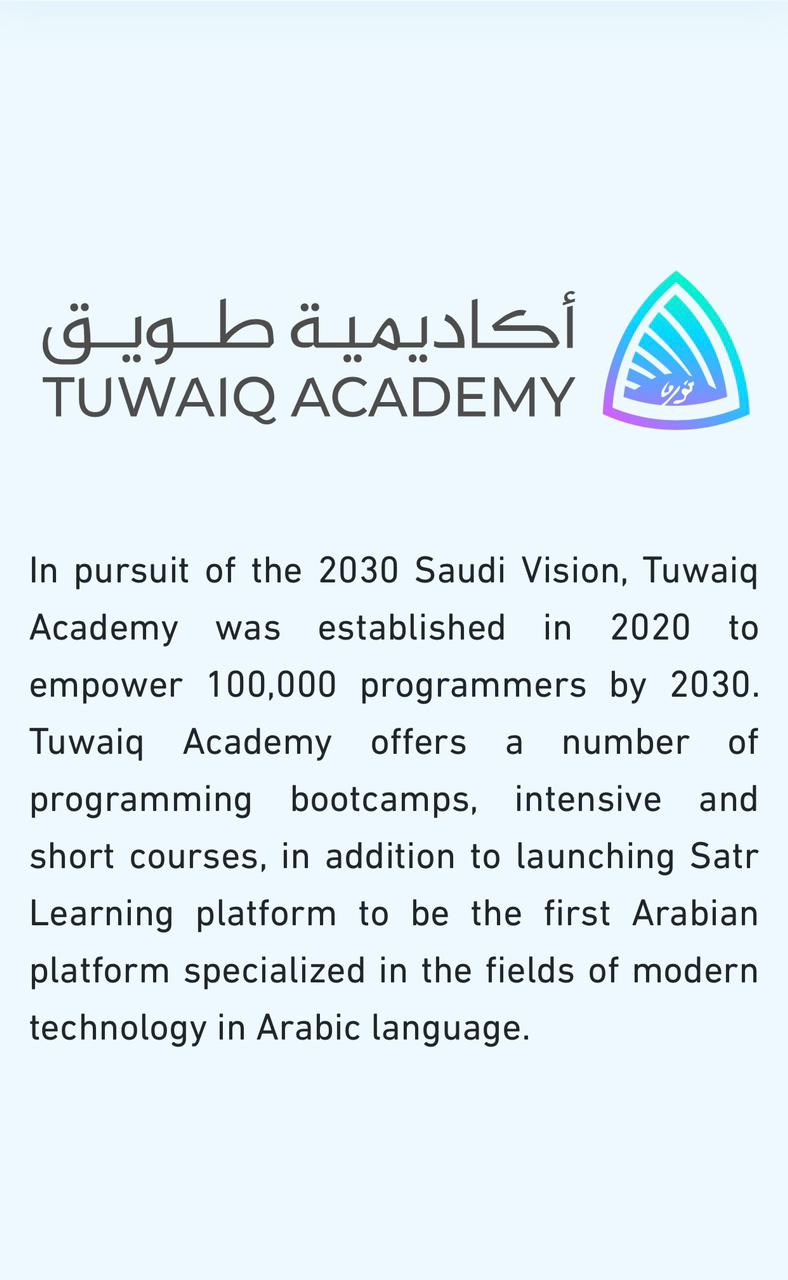 أكاديمية طويق
TUWAIQ ACADEMY
In pursuit of the 2030 Saudi Vision, Tuwaiq
Academy was established in 2020 to
empower 100,000 programmers by 2030.
Tuwaiq Academy offers a number of
programming bootcamps, intensive and
short courses, in addition to launching Satr
Learning platform to be the first Arabian
platform specialized in the fields of modern
technology in Arabic language.